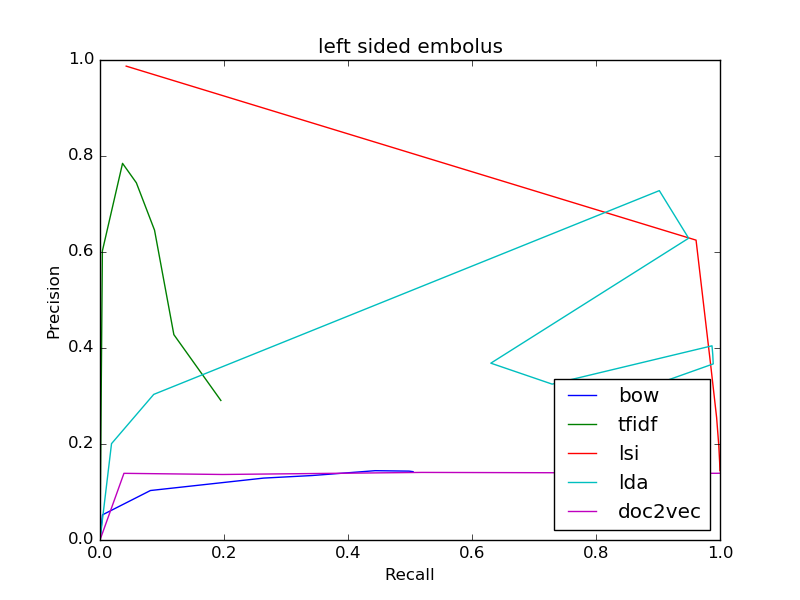 left sided embolus
1.0
0.8
0.6
0.4
0.2
0.0
Precision
0.0 0.2 0.4 0.6 0.8 1.0
Recall
bow
tfidf
lsi
lda
doc2vec